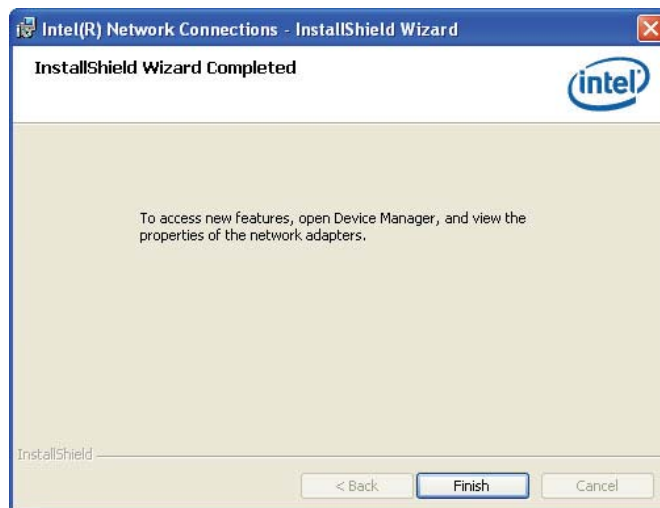 Intel(R) Network Connections - InstallShield Wizard
InstallShield Wizard Completed
intel
To access new features, open Device Manager, and view the
properties of the network adapters.
InstallShield
< Back
Finish
Cancel